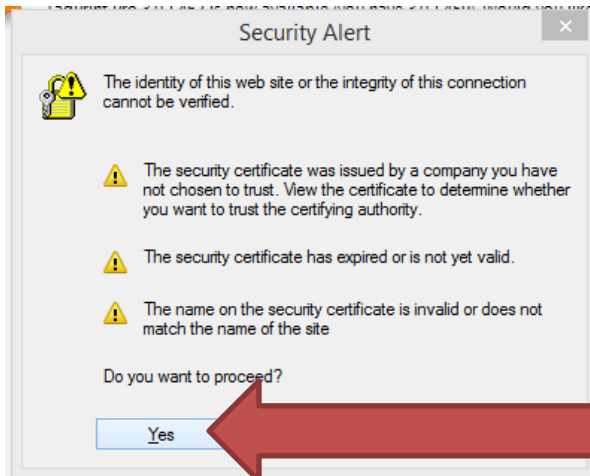 Security Alert
The identity of this web site or the integrity of this connection
cannot be verified.
The security certificate was issued by a company you have
not chosen to trust. View the certificate to determine whether
you want to trust the certifying authority.
The security certificate has expired or is not yet valid.
The name on the security certificate is invalid or does not
match the name of the site
Do you want to proceed?
Yes